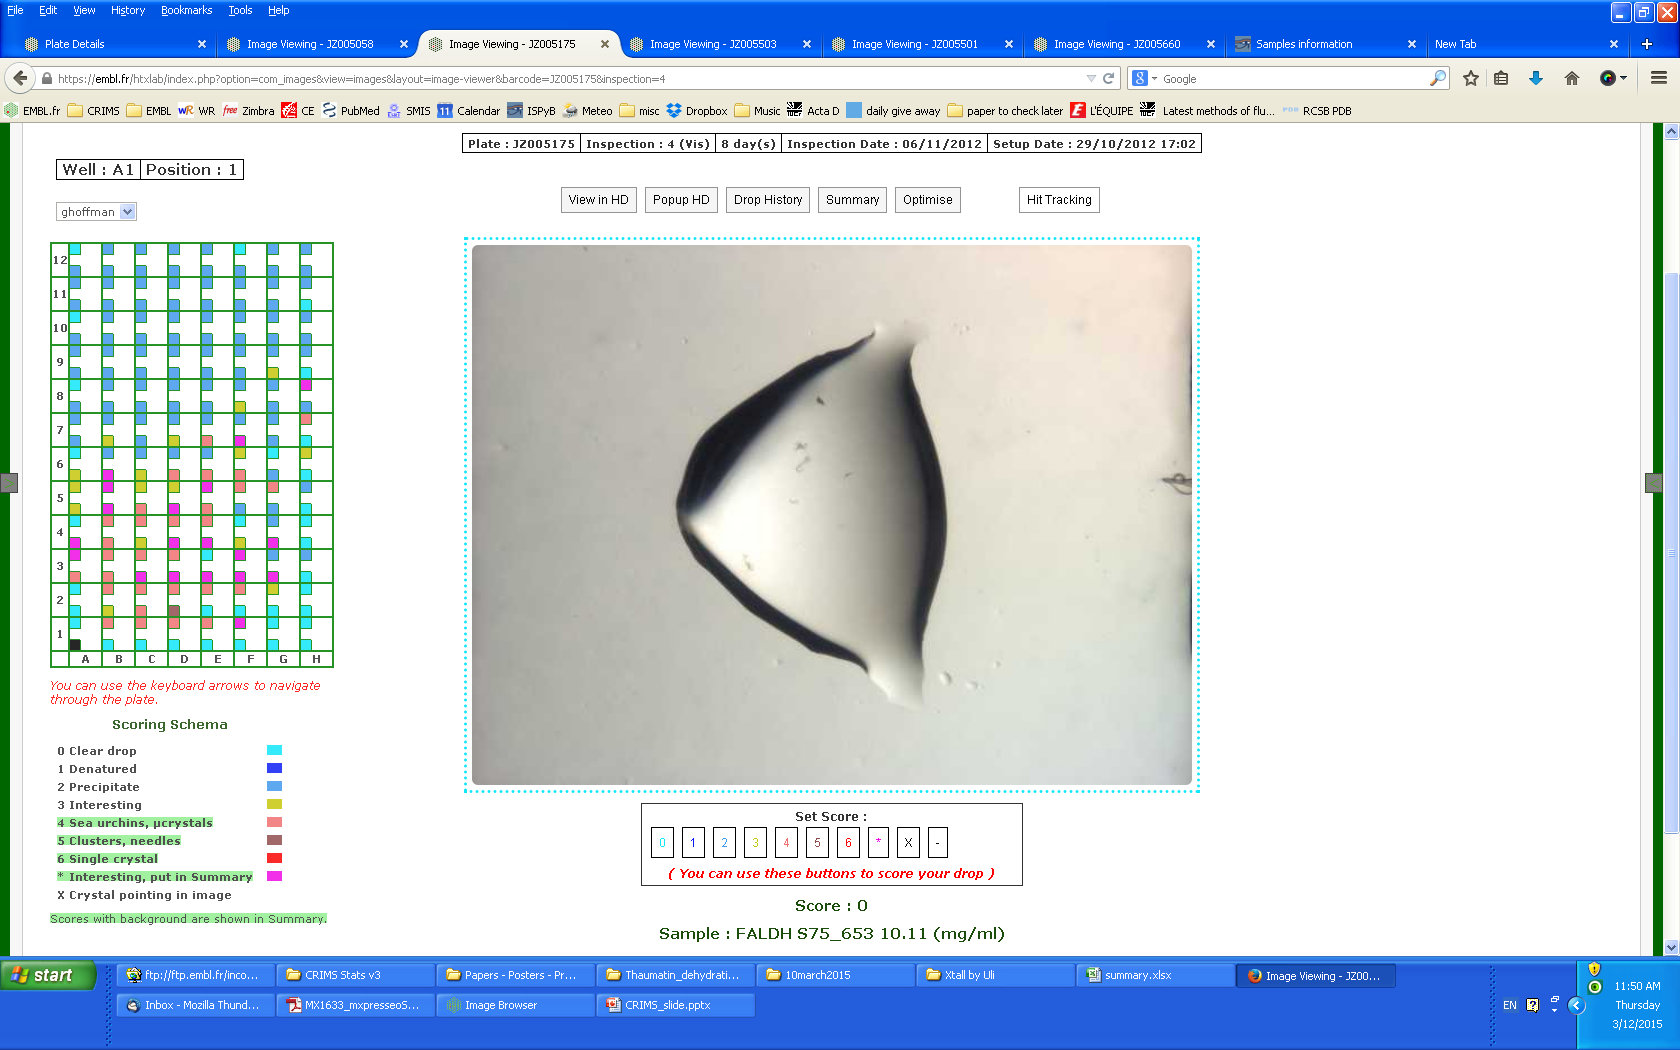 File Edit View History Bookmarks Tools Help
Plate Details Image Viewing - JZ005058 Image Viewing - JZ005175 Image Viewing - JZ005503 Image Viewing - JZ005501 Image Viewing - JZ005660 Samples information New Tab
https://embl.fr/htxlab/index.php?option=com_images&view=images&layout=image-viewer&barcode=JZ005175&inspection=4 Google
EMBL.fr CRIMS EMBL WR WR free Zimbra CE PubMed SMIS 11 Calendar ISPyB Meteo misc Dropbox Music Acta D daily give away paper to check later L'ÉQUIPE Latest methods of flu... RCSB PDB
Plate : JZ005175 Inspection : 4 (Vis) 8 day(s) Inspection Date : 06/11/2012 Setup Date : 29/10/2012 17:02
Well : A1 Position : 1
View in HD Popup HD Drop History Summary Optimise Hit Tracking
ghoffman
12
11
10
9
8
7
6
5
4
3
2
1
A B C D E F G H
You can use the keyboard arrows to navigate
through the plate.
Scoring Schema
0 Clear drop
1 Denatured
2 Precipitate
3 Interesting
4 Sea urchins, µcrystals
5 Clusters, needles
6 Single crystal
* Interesting, put in Summary
X Crystal pointing in image
Scores with background are shown in Summary.
Set Score :
0 1 2 3 4 5 6 * X -
( You can use these buttons to score your drop )
Score : 0
Sample : FALDH S75_653 10.11 (mg/ml)
start ftp://ftp.embl.fr/inco... CRIMS Stats v3 Papers - Posters - Pr... Thaumatin_dehydrati... 10march2015 Xtall by Uli summary.xlsx Image Viewing - JZ00...
Inbox - Mozilla Thund... MX1633_mxpresseoS... Image Browser CRIMS_slide.pptx EN
11:50 AM
Thursday
3/12/2015